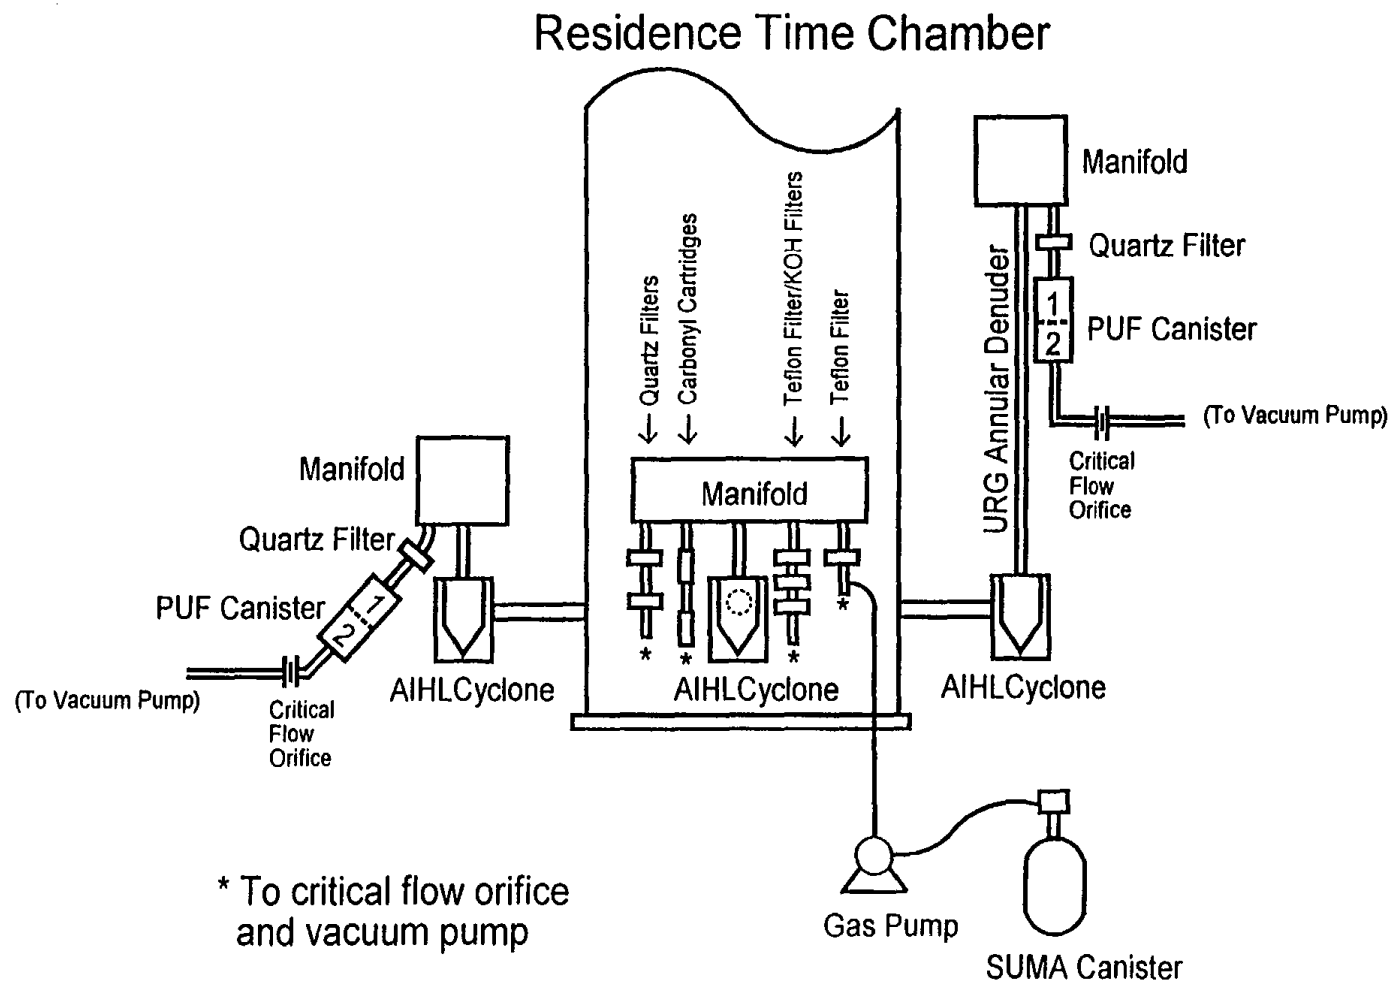 Residence Time Chamber
Manifold
Quartz Filter
1
2
PUF Canister
URG Annular Denuder
(To Vacuum Pump)
Critical
Flow
Orifice
AIHLCyclone
Quartz Filters
Carbonyl Cartridges
Teflon Filter/KOH Filters
Teflon Filter
Manifold
*
*
*
*
AIHLCyclone
Manifold
Quartz Filter
PUF Canister
1
2
AIHLCyclone
(To Vacuum Pump)
Critical
Flow
Orifice
* To critical flow orifice
and vacuum pump
Gas Pump
SUMA Canister